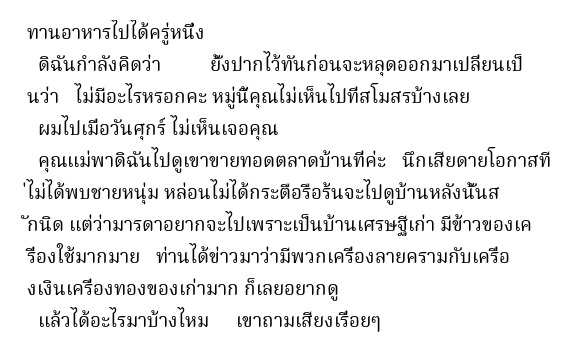 ทานอาหารไปได้ครู่หนึ่ง
ดิฉันกำลังคิดว่า ยั้งปากไว้ทันก่อนจะหลุดออกมาเปลี่ยนเป็
นว่า ไม่มีอะไรหรอกคะ หมู่นี้คุณไม่เห็นไปที่สโมสรบ้างเลย
ผมไปเมื่อวันศุกร์ ไม่เห็นเจอคุณ
คุณแม่พาดิฉันไปดูเขาขายทอดตลาดบ้านที่ค่ะ นึกเสียดายโอกาสที
่ไม่ได้พบชายหนุ่ม หล่อนไม่ได้กระตือรือร้นจะไปดูบ้านหลังนั้นส
ักนิด แต่ว่ามารดาอยากจะไปเพราะเป็นบ้านเศรษฐีเก่า มีข้าวของเค
รื่องใช้มากมาย ท่านได้ข่าวมาว่ามีพวกเครื่องลายครามกับเครื่อ
งเงินเครื่องทองของเก่ามาก ก็เลยอยากดู
แล้วได้อะไรมาบ้างไหม เขาถามเสียงเรื่อยๆ